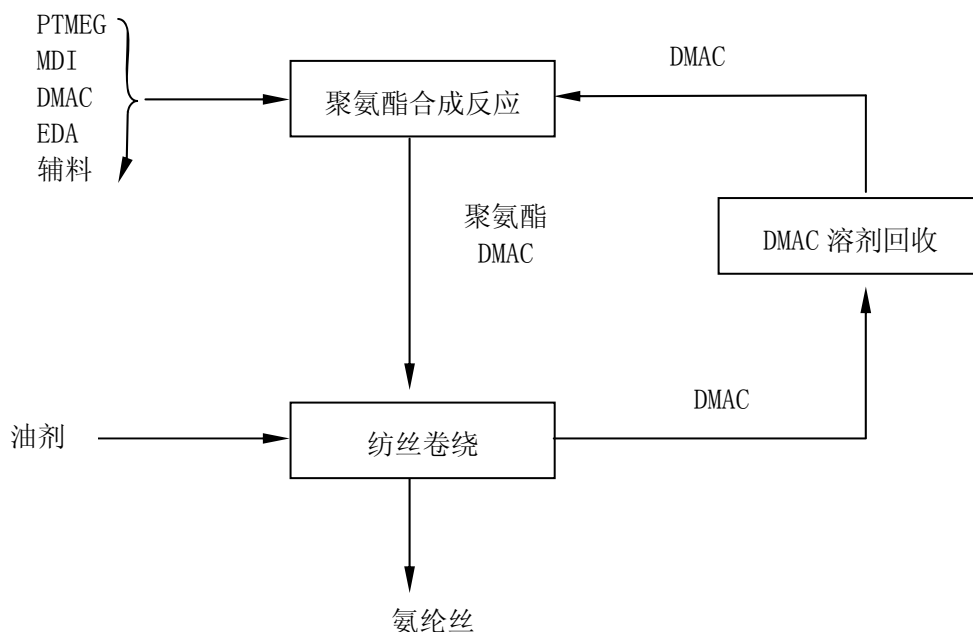 PTMEG
MDI
DMAC
EDA
辅料
聚氨酯合成反应
DMAC
聚氨酯
DMAC
DMAC 溶剂回收
DMAC
油剂
纺丝卷绕
氨纶丝